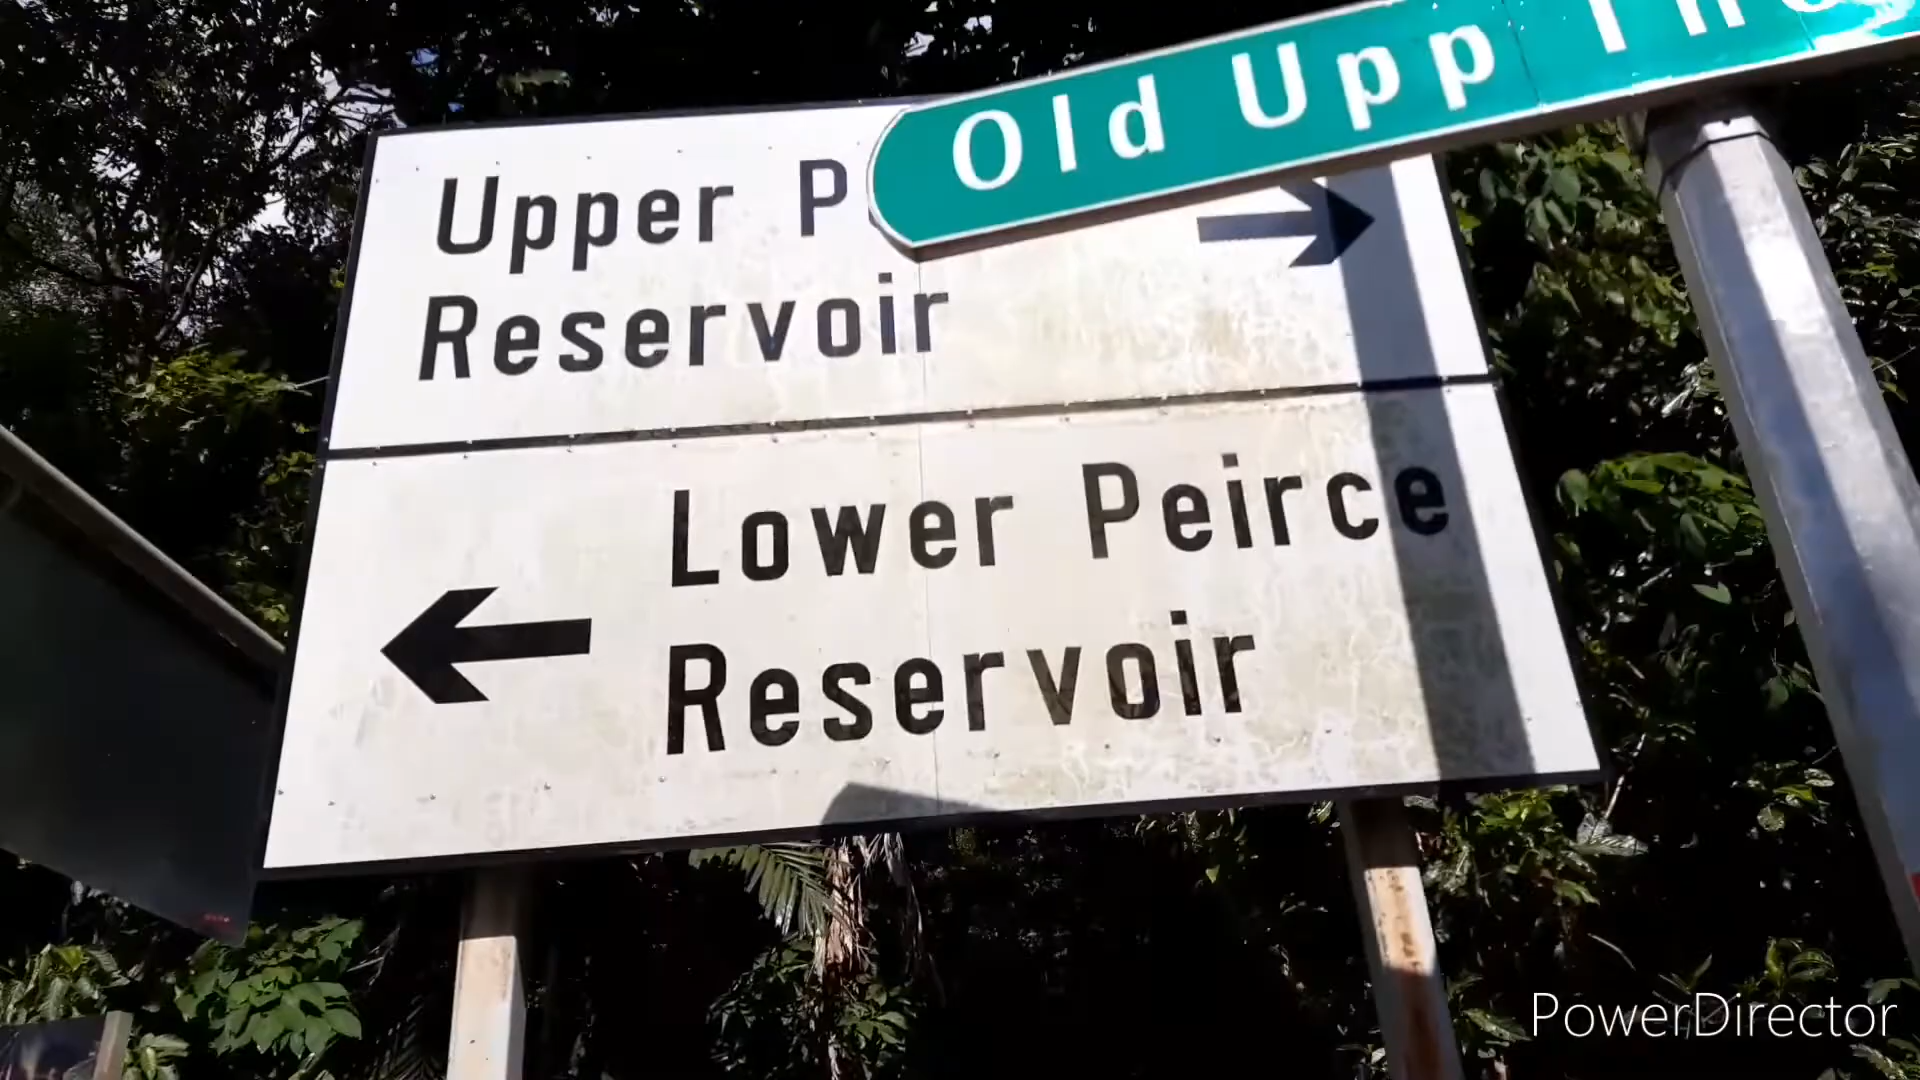 Old Upp
Upper
Reservoir
Lower Peirce
Reservoir
PowerDirector